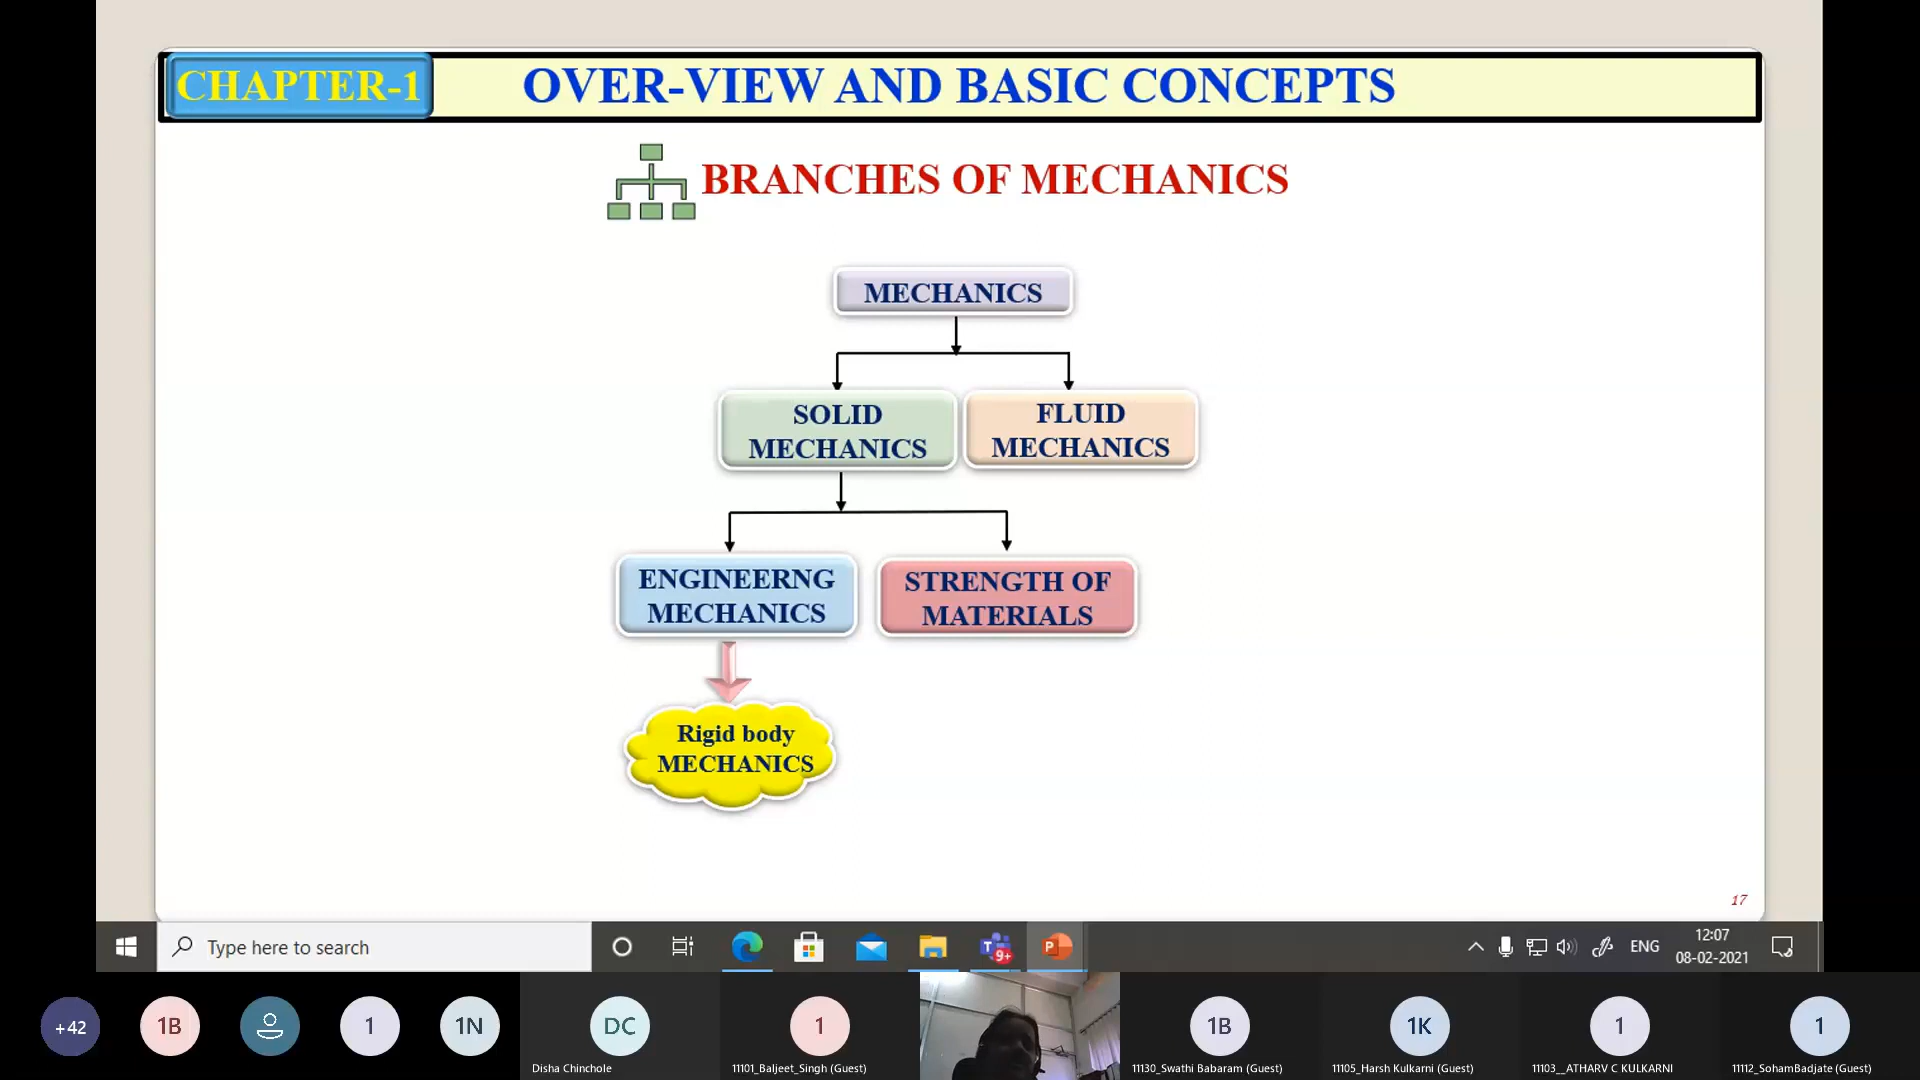 CHAPTER-1
OVER-VIEW AND BASIC CONCEPTS
BRANCHES OF MECHANICS
MECHANICS
SOLID
MECHANICS
FLUID
MECHANICS
ENGINEERNG
MECHANICS
STRENGTH OF
MATERIALS
Rigid body
MECHANICS
17
Type here to search
9+
ENG
12:07
08-02-2021
+42
1B
1
1N
DC
Disha Chinchole
1
11101_Baljeet_Singh (Guest)
1B
11130_Swathi Babaram (Guest)
1K
11105_Harsh Kulkarni (Guest)
1
11103__ATHARV C KULKARNI
1
11112_SohamBadjate (Guest)